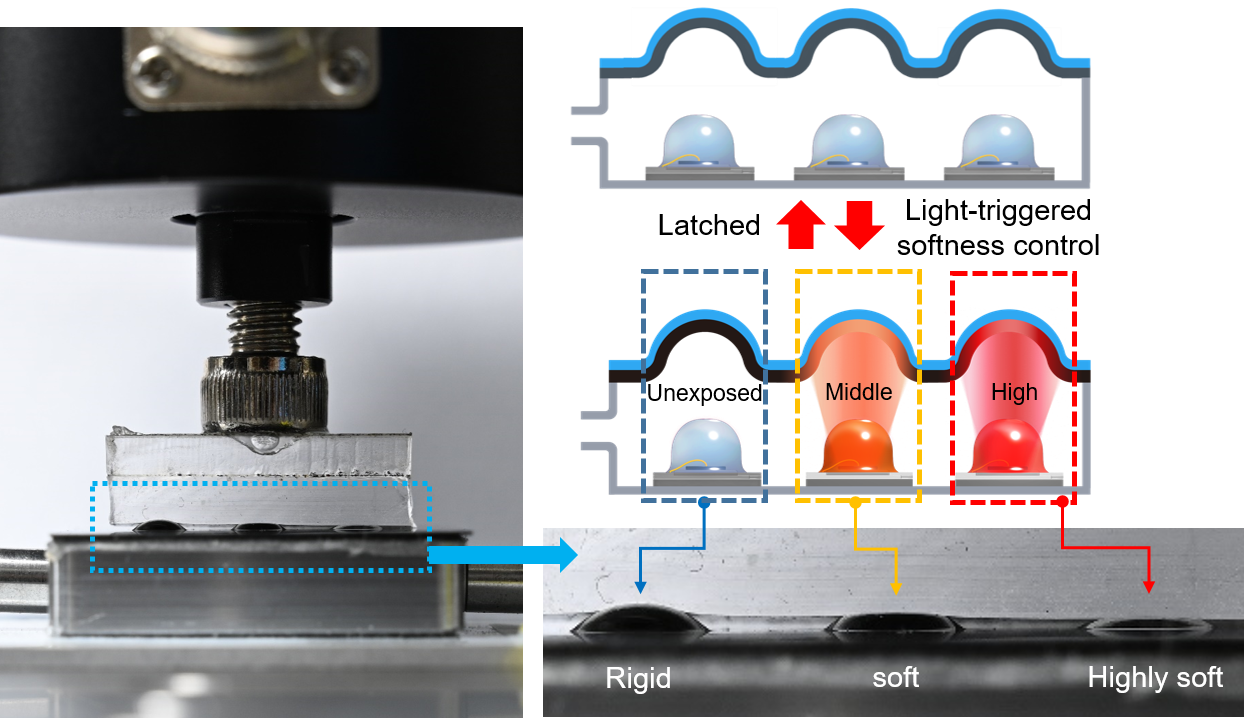 Latched
Light-triggered
softness control
Unexposed
Middle
High
Rigid
soft
Highly soft